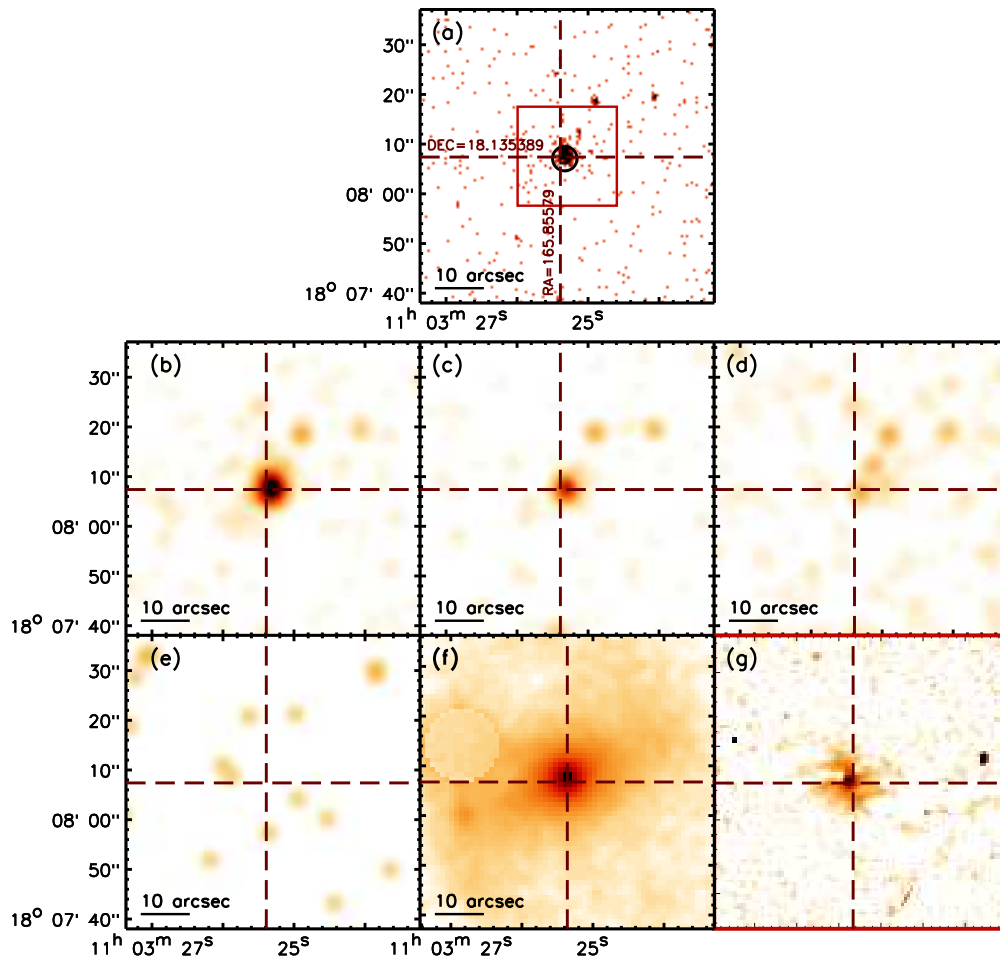 (a)
30"
20"
10"
08' 00"
50"
18° 07' 40"
DEC=18.135389
RA=165.85579
10 arcsec
11ʰ 03ᵐ 27ˢ 25ˢ
(b) (c) (d)
30"
20"
10"
08' 00"
50"
18° 07' 40"
10 arcsec 10 arcsec 10 arcsec
(e) (f) (g)
30"
20"
10"
08' 00"
50"
18° 07' 40"
10 arcsec 10 arcsec
11ʰ 03ᵐ 27ˢ 25ˢ 11ʰ 03ᵐ 27ˢ 25ˢ